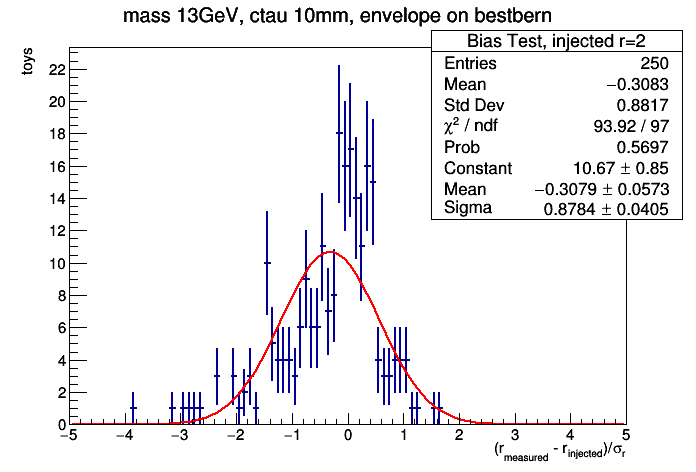 mass 13GeV, ctau 10mm, envelope on bestbern
Bias Test, injected r=2
Entries 250
Mean −0.3083
Std Dev 0.8817
χ² / ndf 93.92 / 97
Prob 0.5697
Constant 10.67 ± 0.85
Mean −0.3079 ± 0.0573
Sigma 0.8784 ± 0.0405
toys
22
20
18
16
14
12
10
8
6
4
2
0
−5 −4 −3 −2 −1 0 1 2 3 4 5
(r_measured - r_injected)/σ_r